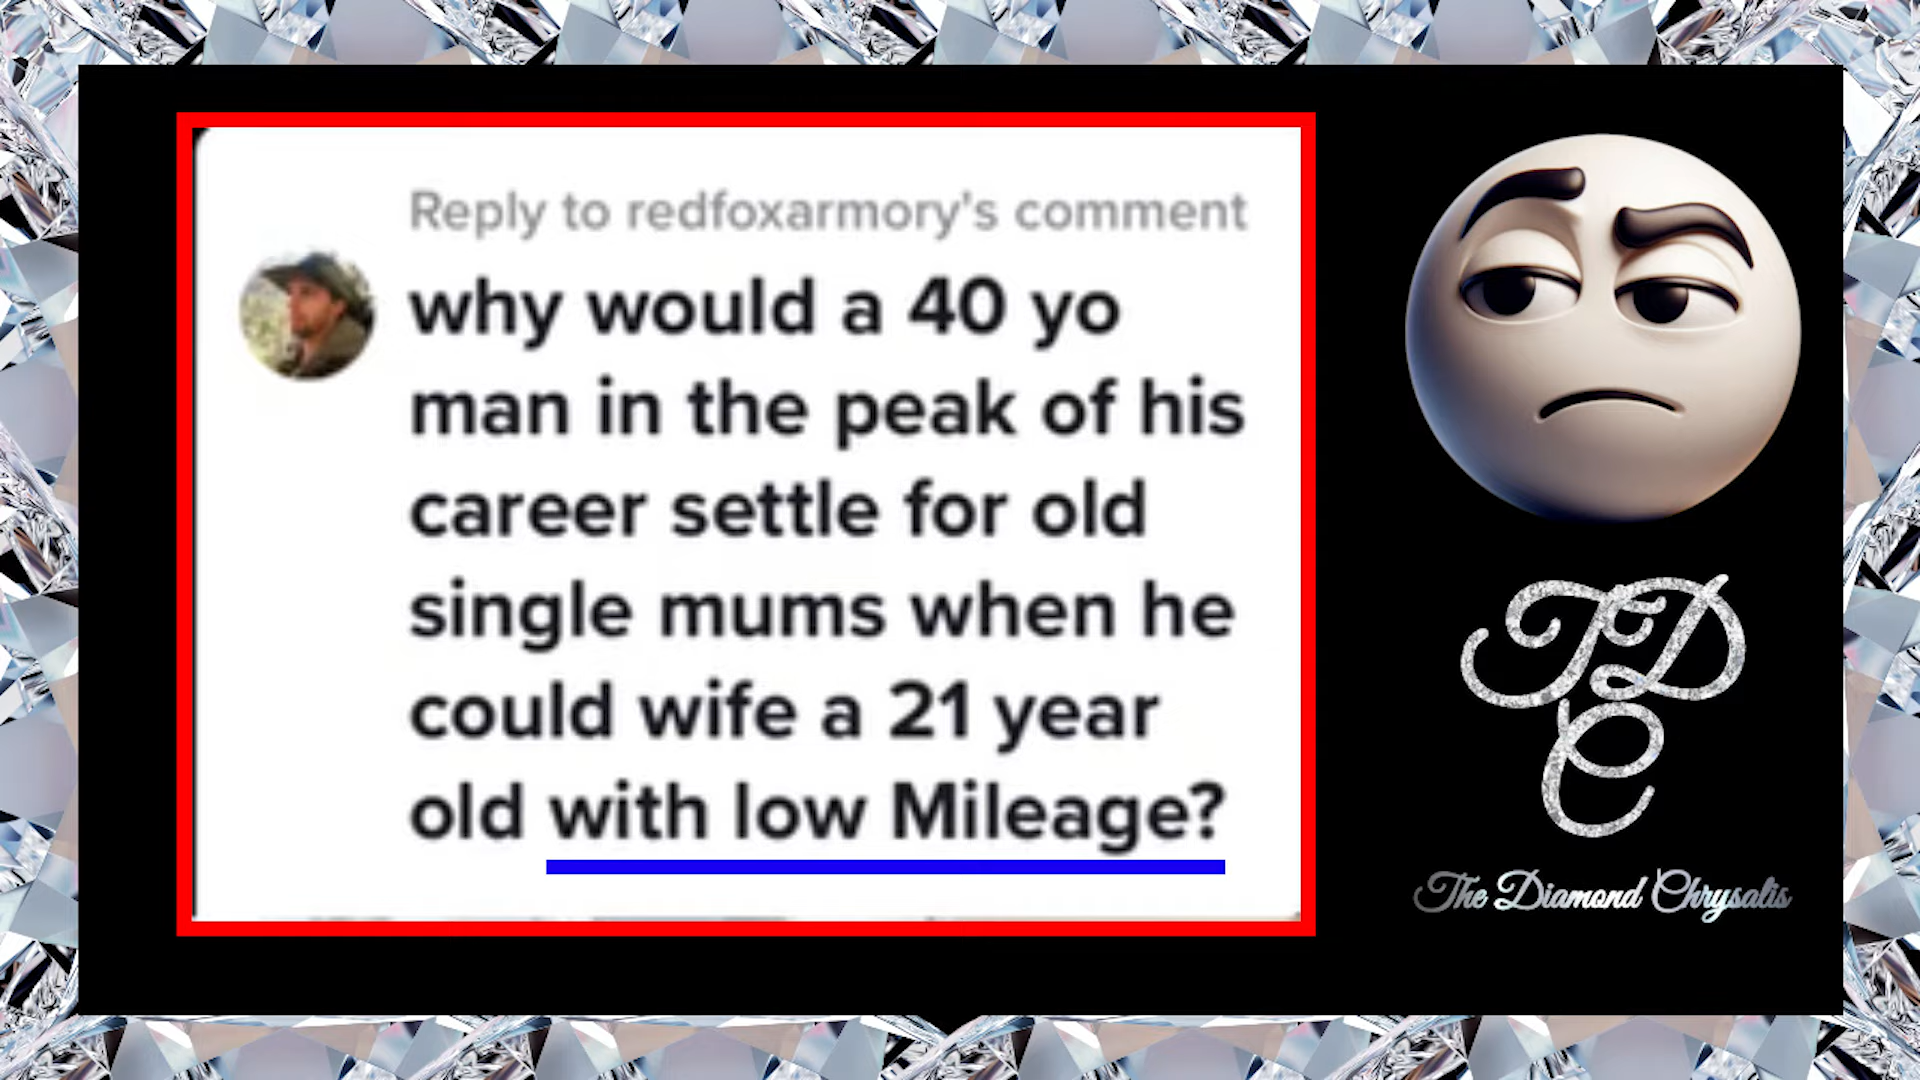 Reply to redfoxarmory's comment
why would a 40 yo
man in the peak of his
career settle for old
single mums when he
could wife a 21 year
old with low Mileage?
TDC
The Diamond Chrysalis